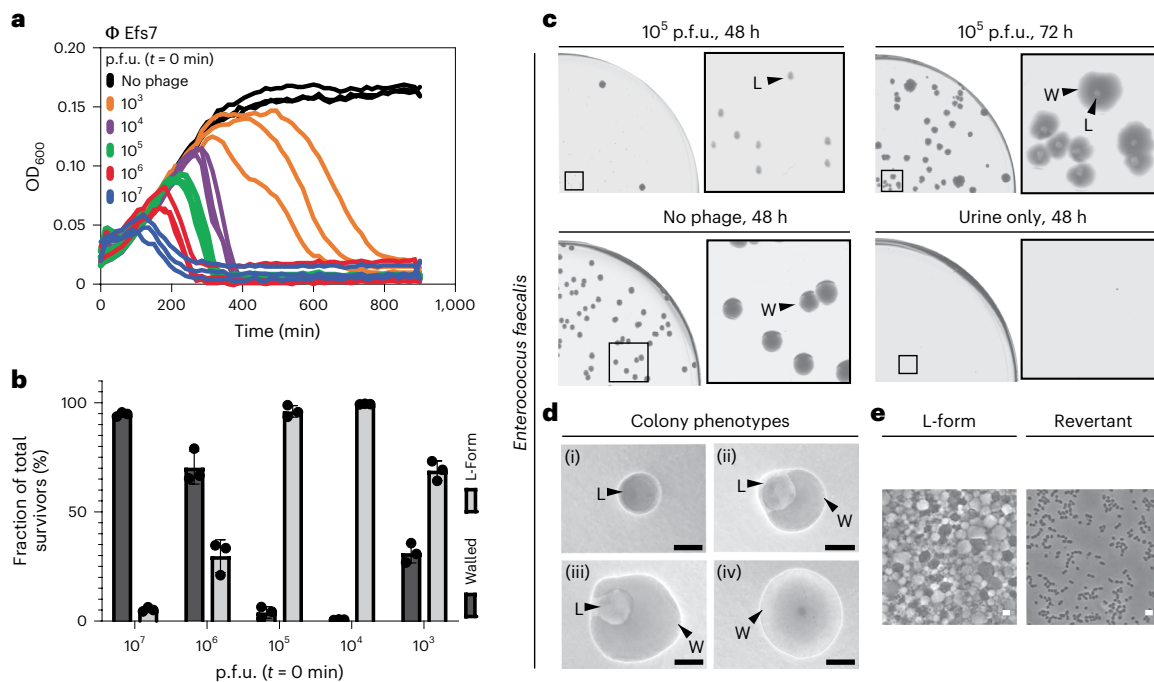 a
Φ Efs7
p.f.u. (t = 0 min)
No phage
10³
10⁴
10⁵
10⁶
10⁷
OD₆₀₀
0.20
0.15
0.10
0.05
0
0 200 400 600 800 1,000
Time (min)
b
Fraction of total
survivors (%)
100
50
0
10⁷ 10⁶ 10⁵ 10⁴ 10³
p.f.u. (t = 0 min)
Walled
L-Form
c
Enterococcus faecalis
10⁵ p.f.u., 48 h
L
10⁵ p.f.u., 72 h
W
L
No phage, 48 h
W
Urine only, 48 h
d
Colony phenotypes
(i)
L
(ii)
L
W
(iii)
L
W
(iv)
W
e
L-form
Revertant